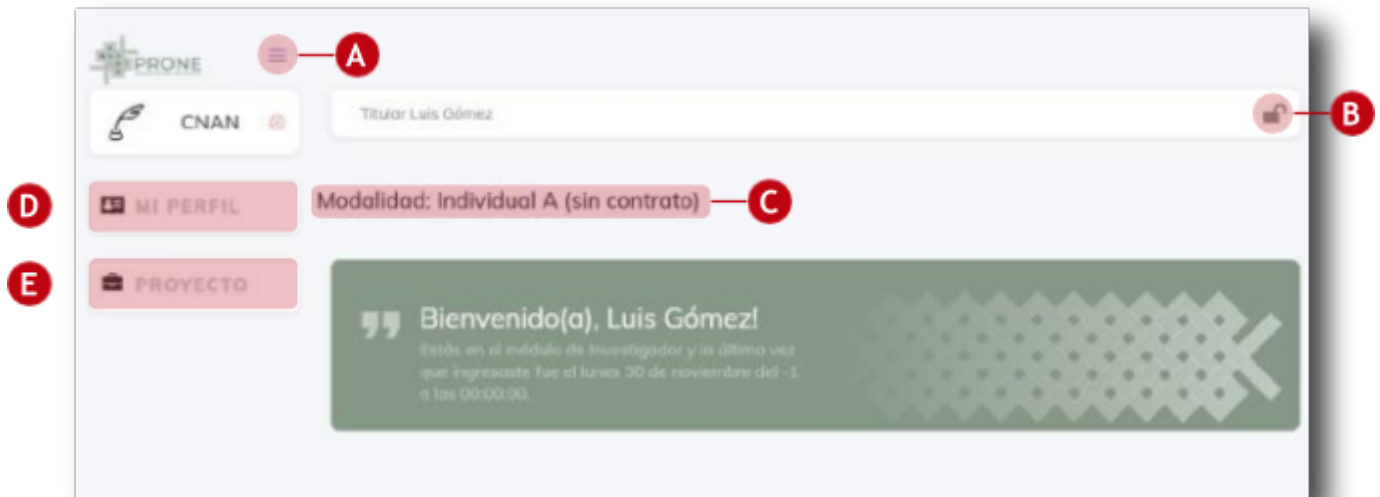 PRONE
A
CNAN
Titular Luis Gómez
B
D
MI PERFIL
Modalidad: Individual A (sin contrato)
C
E
PROYECTO
Bienvenido(a), Luis Gómez!
Estás en el módulo de Investigador y la última vez
que ingresaste fue el lunes 30 de noviembre del -1
a las 00:00:00.